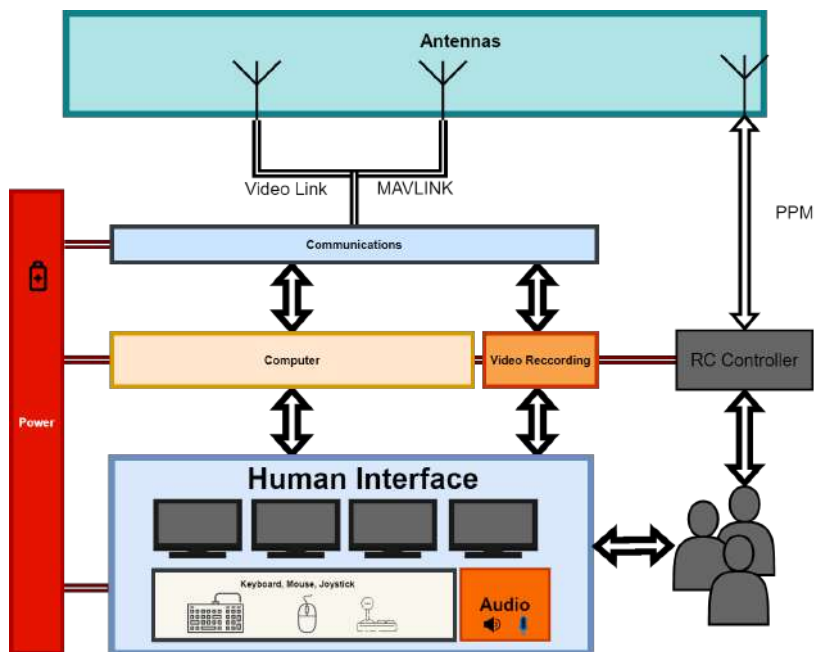 Antennas
Video Link
MAVLINK
PPM
Communications
Computer
Video Reccording
RC Controller
Power
Human Interface
Keyboard, Mouse, Joystick
Audio